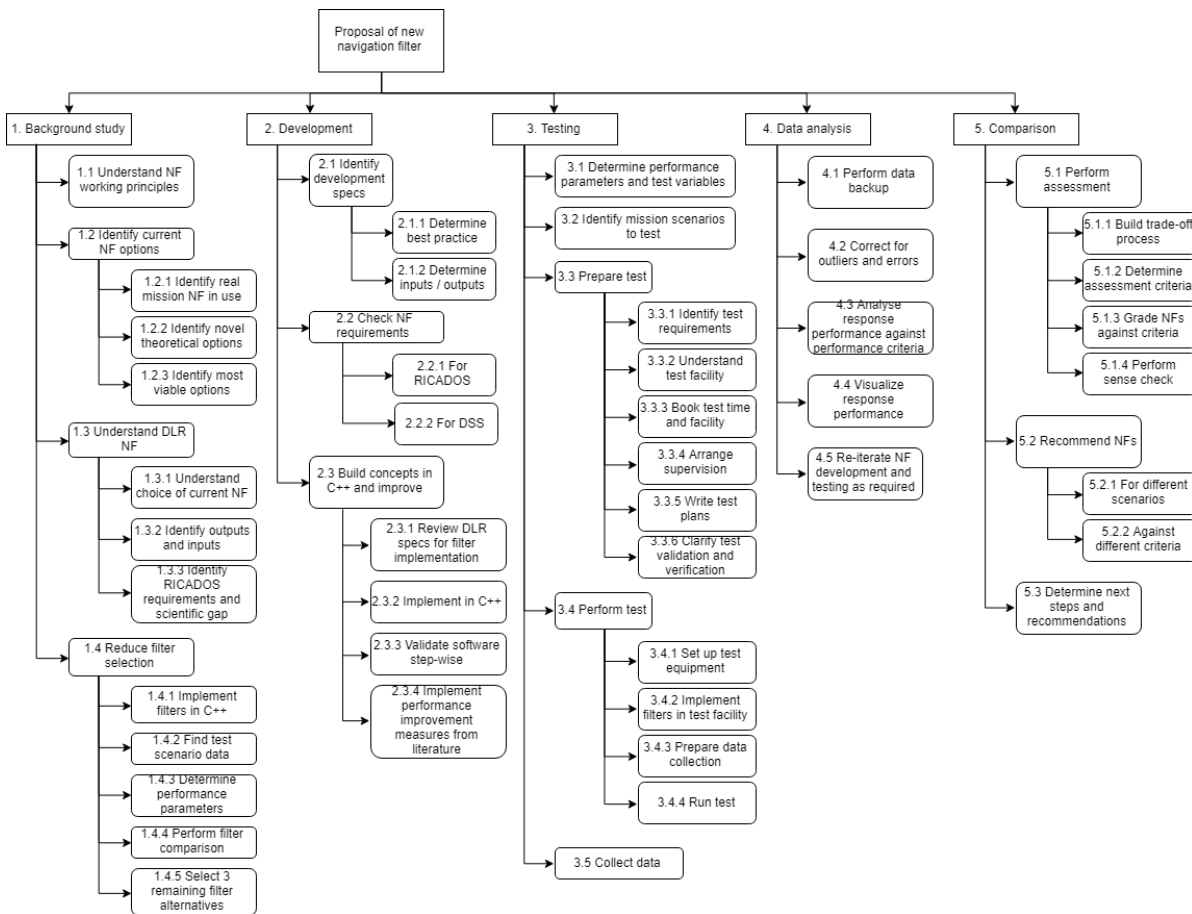 Proposal of new
navigation filter
1. Background study
1.1 Understand NF
working principles
1.2 Identify current
NF options
1.2.1 Identify real
mission NF in use
1.2.2 Identify novel
theoretical options
1.2.3 Identify most
viable options
1.3 Understand DLR
NF
1.3.1 Understand
choice of current NF
1.3.2 Identify outputs
and inputs
1.3.3 Identify
RICADOS
requirements and
scientific gap
1.4 Reduce filter
selection
1.4.1 Implement
filters in C++
1.4.2 Find test
scenario data
1.4.3 Determine
performance
parameters
1.4.4 Perform filter
comparison
1.4.5 Select 3
remaining filter
alternatives
2. Development
2.1 Identify
development
specs
2.1.1 Determine
best practice
2.1.2 Determine
inputs / outputs
2.2 Check NF
requirements
2.2.1 For
RICADOS
2.2.2 For DSS
2.3 Build concepts in
C++ and improve
2.3.1 Review DLR
specs for filter
implementation
2.3.2 Implement in C++
2.3.3 Validate software
step-wise
2.3.4 Implement
performance
improvement
measures from
literature
3. Testing
3.1 Determine performance
parameters and test variables
3.2 Identify mission scenarios
to test
3.3 Prepare test
3.3.1 Identify test
requirements
3.3.2 Understand
test facility
3.3.3 Book test time
and facility
3.3.4 Arrange
supervision
3.3.5 Write test
plans
3.3.6 Clarify test
validation and
verification
3.4 Perform test
3.4.1 Set up test
equipment
3.4.2 Implement
filters in test facility
3.4.3 Prepare data
collection
3.4.4 Run test
3.5 Collect data
4. Data analysis
4.1 Perform data
backup
4.2 Correct for
outliers and errors
4.3 Analyse response
performance against
performance criteria
4.4 Visualize
response
performance
4.5 Re-iterate NF
development and
testing as required
5. Comparison
5.1 Perform
assessment
5.1.1 Build trade-off
process
5.1.2 Determine
assessment criteria
5.1.3 Grade NFs
against criteria
5.1.4 Perform
sense check
5.2 Recommend NFs
5.2.1 For different
scenarios
5.2.2 Against
different criteria
5.3 Determine next
steps and
recommendations